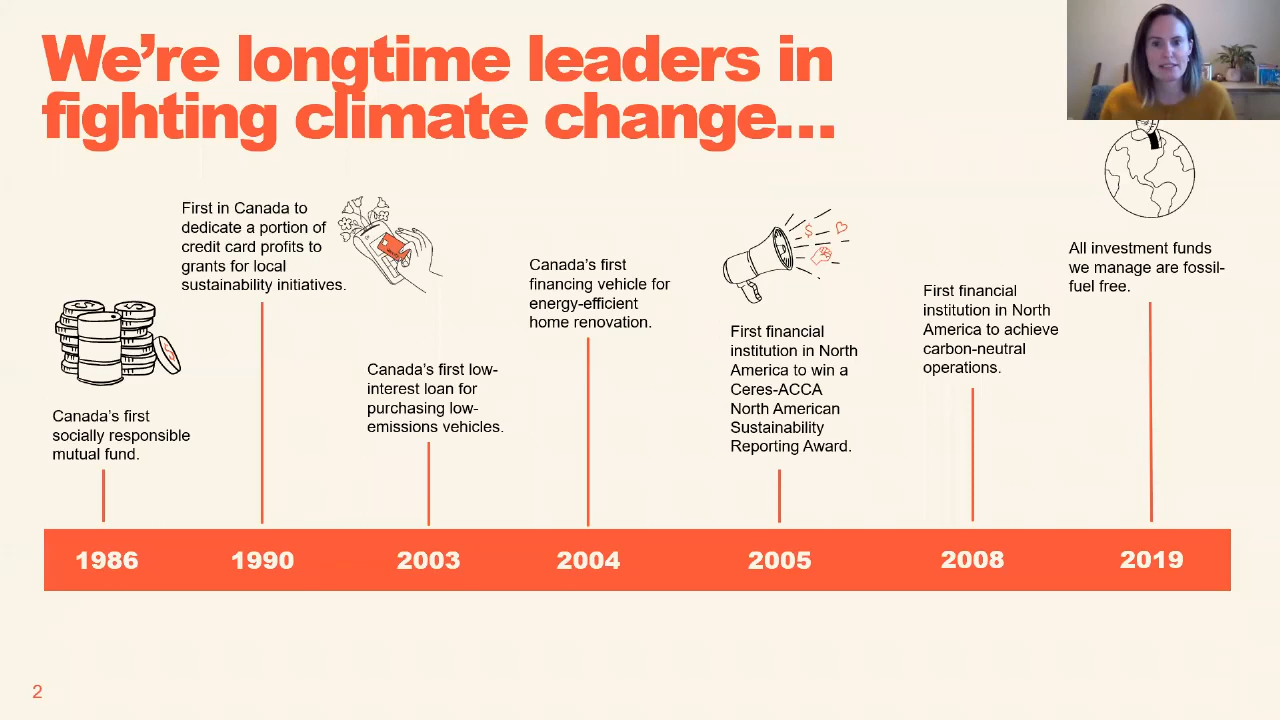 We're longtime leaders in
fighting climate change...
First in Canada to
dedicate a portion of
credit card profits to
grants for local
sustainability initiatives.
Canada's first
financing vehicle for
energy-efficient
home renovation.
All investment funds
we manage are fossil-
fuel free.
First financial
institution in North
America to achieve
carbon-neutral
operations.
First financial
institution in North
America to win a
Ceres-ACCA
North American
Sustainability
Reporting Award.
Canada's first low-
interest loan for
purchasing low-
emissions vehicles.
Canada's first
socially responsible
mutual fund.
$
1986 1990 2003 2004 2005 2008 2019
2